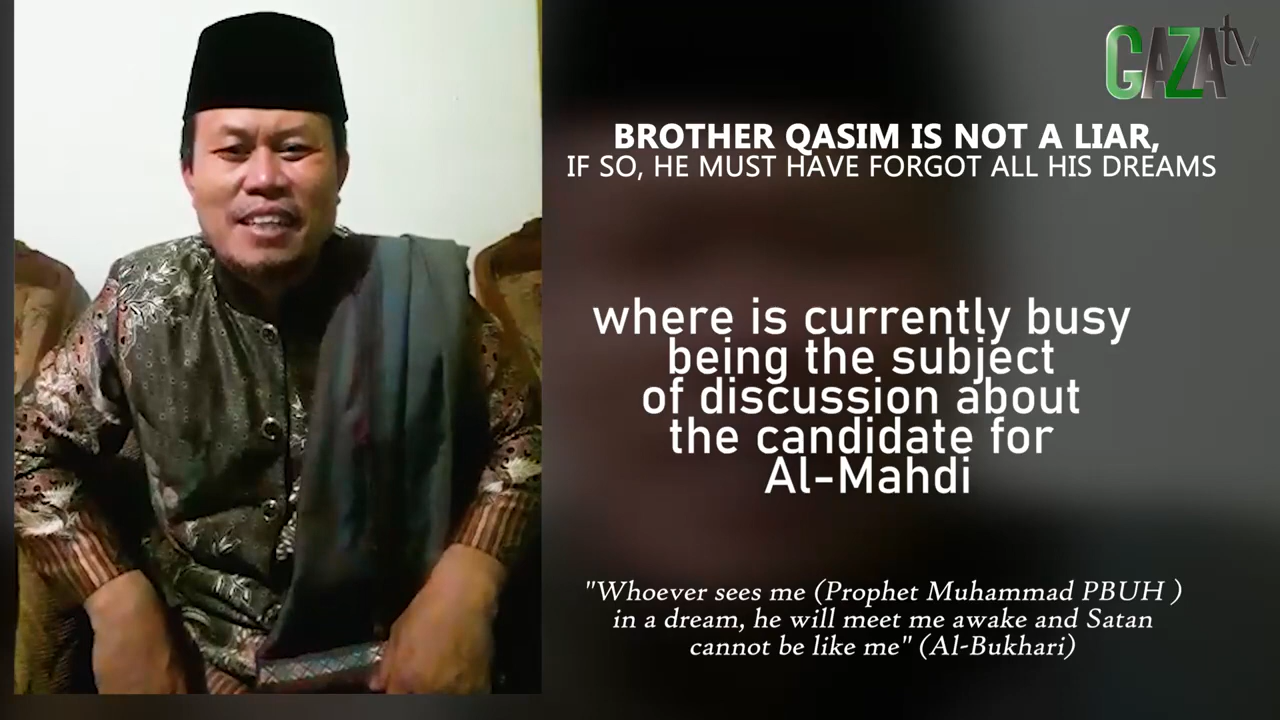 GAZAtv
BROTHER QASIM IS NOT A LIAR,
IF SO, HE MUST HAVE FORGOT ALL HIS DREAMS
where is currently busy
being the subject
of discussion about
the candidate for
Al-Mahdi
"Whoever sees me (Prophet Muhammad PBUH )
in a dream, he will meet me awake and Satan
cannot be like me" (Al-Bukhari)